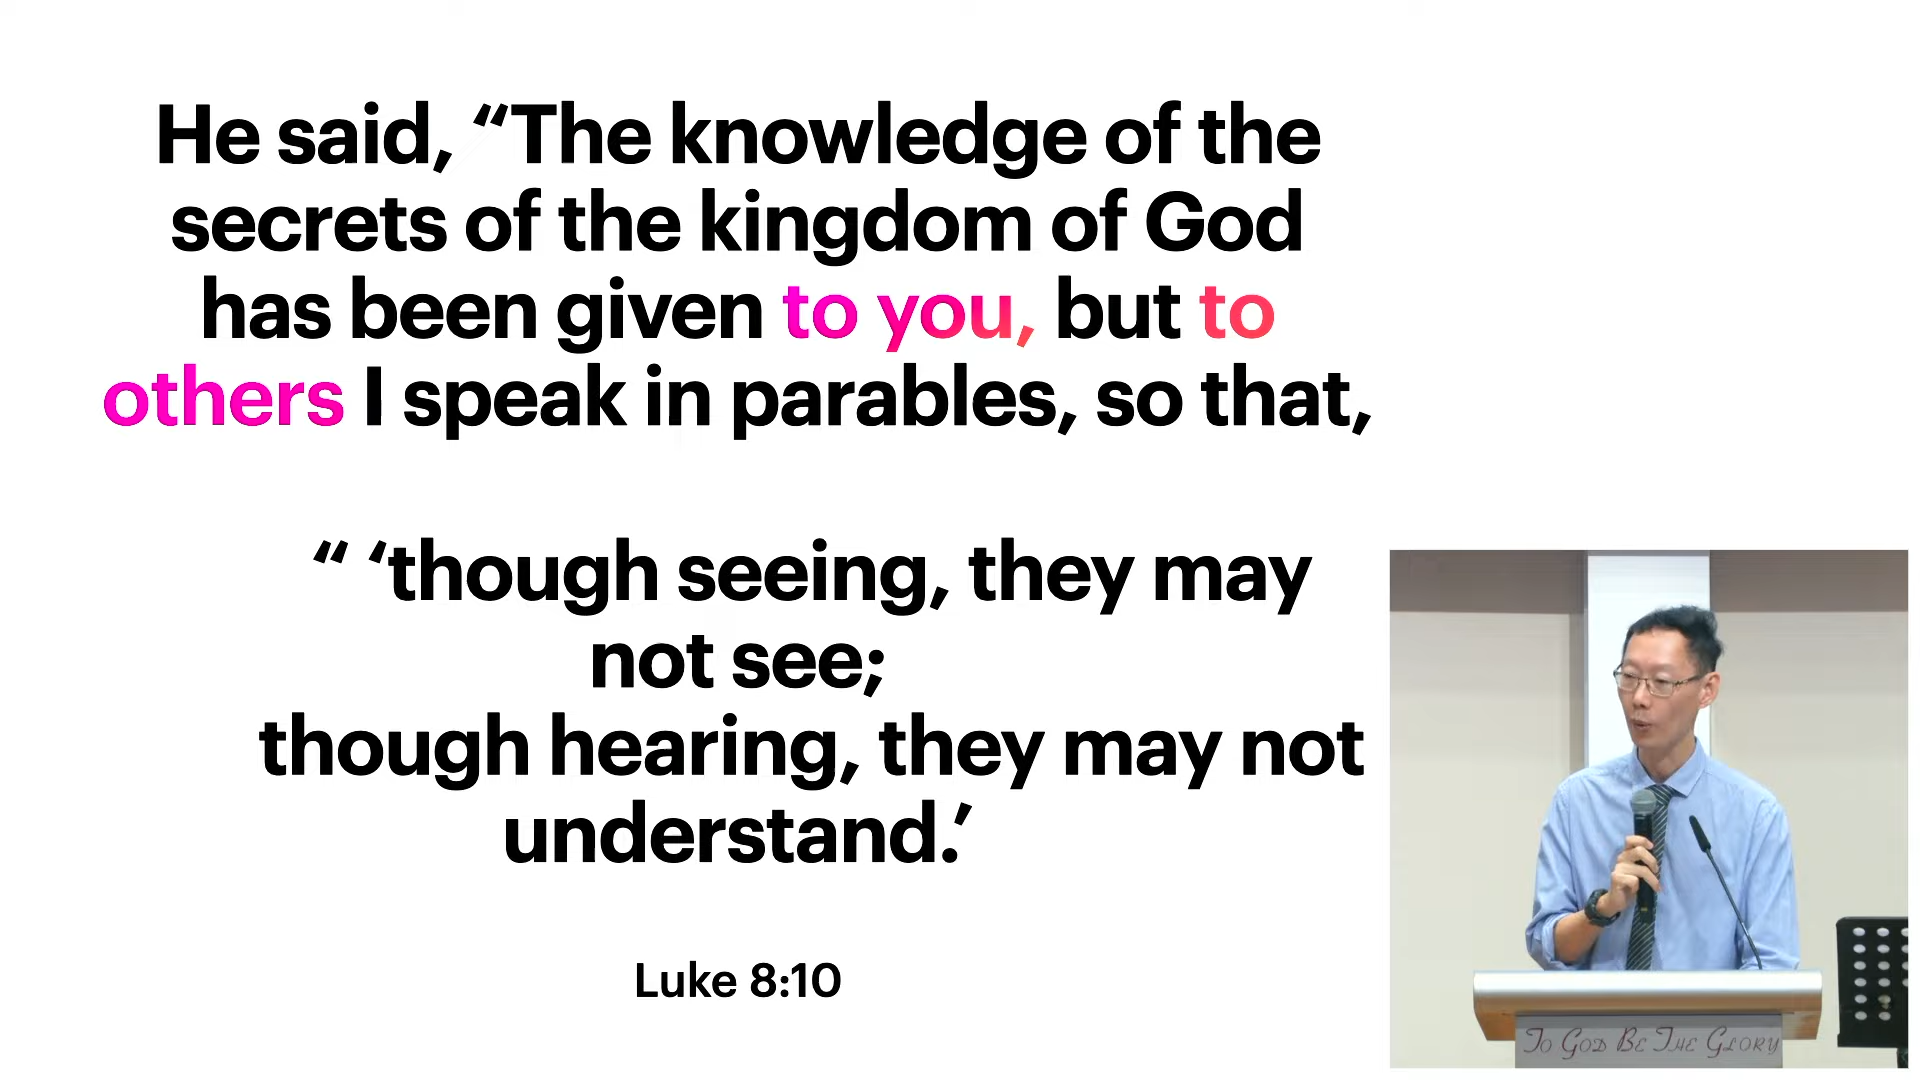 He said, “The knowledge of the
secrets of the kingdom of God
has been given to you, but to
others I speak in parables, so that,
“ ‘though seeing, they may
not see;
though hearing, they may not
understand.’
Luke 8:10
To God Be The Glory